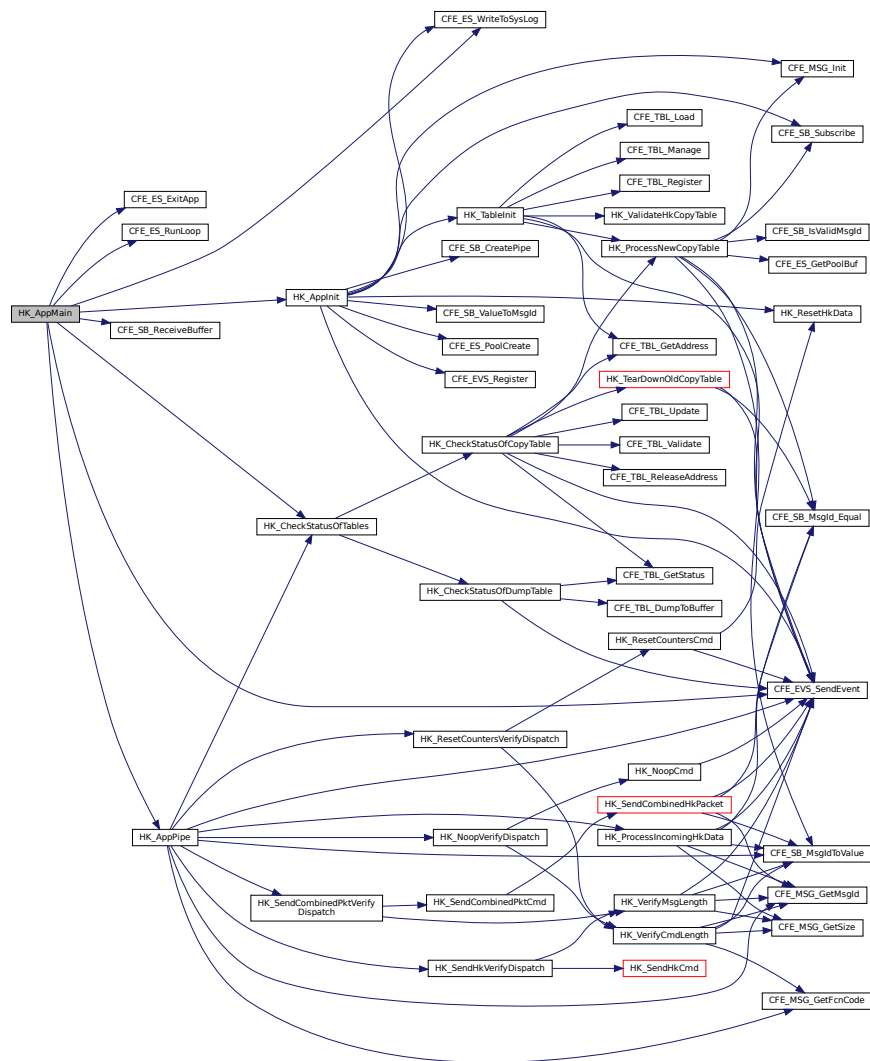 CFE_ES_WriteToSysLog
CFE_MSG_Init
CFE_TBL_Load
CFE_SB_Subscribe
CFE_TBL_Manage
CFE_TBL_Register
CFE_ES_ExitApp
HK_TableInit
HK_ValidateHkCopyTable
CFE_SB_IsValidMsgId
CFE_ES_RunLoop
CFE_SB_CreatePipe
HK_ProcessNewCopyTable
CFE_ES_GetPoolBuf
HK_AppInit
HK_AppMain
CFE_SB_ValueToMsgId
HK_ResetHkData
CFE_SB_ReceiveBuffer
CFE_ES_PoolCreate
CFE_TBL_GetAddress
CFE_EVS_Register
HK_TearDownOldCopyTable
CFE_TBL_Update
HK_CheckStatusOfCopyTable
CFE_TBL_Validate
CFE_TBL_ReleaseAddress
CFE_SB_MsgId_Equal
HK_CheckStatusOfTables
CFE_TBL_GetStatus
HK_CheckStatusOfDumpTable
CFE_TBL_DumpToBuffer
HK_ResetCountersCmd
CFE_EVS_SendEvent
HK_ResetCountersVerifyDispatch
HK_NoopCmd
HK_SendCombinedHkPacket
HK_AppPipe
HK_NoopVerifyDispatch
HK_ProcessIncomingHkData
CFE_SB_MsgIdToValue
HK_SendCombinedPktVerify
Dispatch
HK_SendCombinedPktCmd
HK_VerifyMsgLength
CFE_MSG_GetMsgId
CFE_MSG_GetSize
HK_VerifyCmdLength
HK_SendHkVerifyDispatch
HK_SendHkCmd
CFE_MSG_GetFcnCode